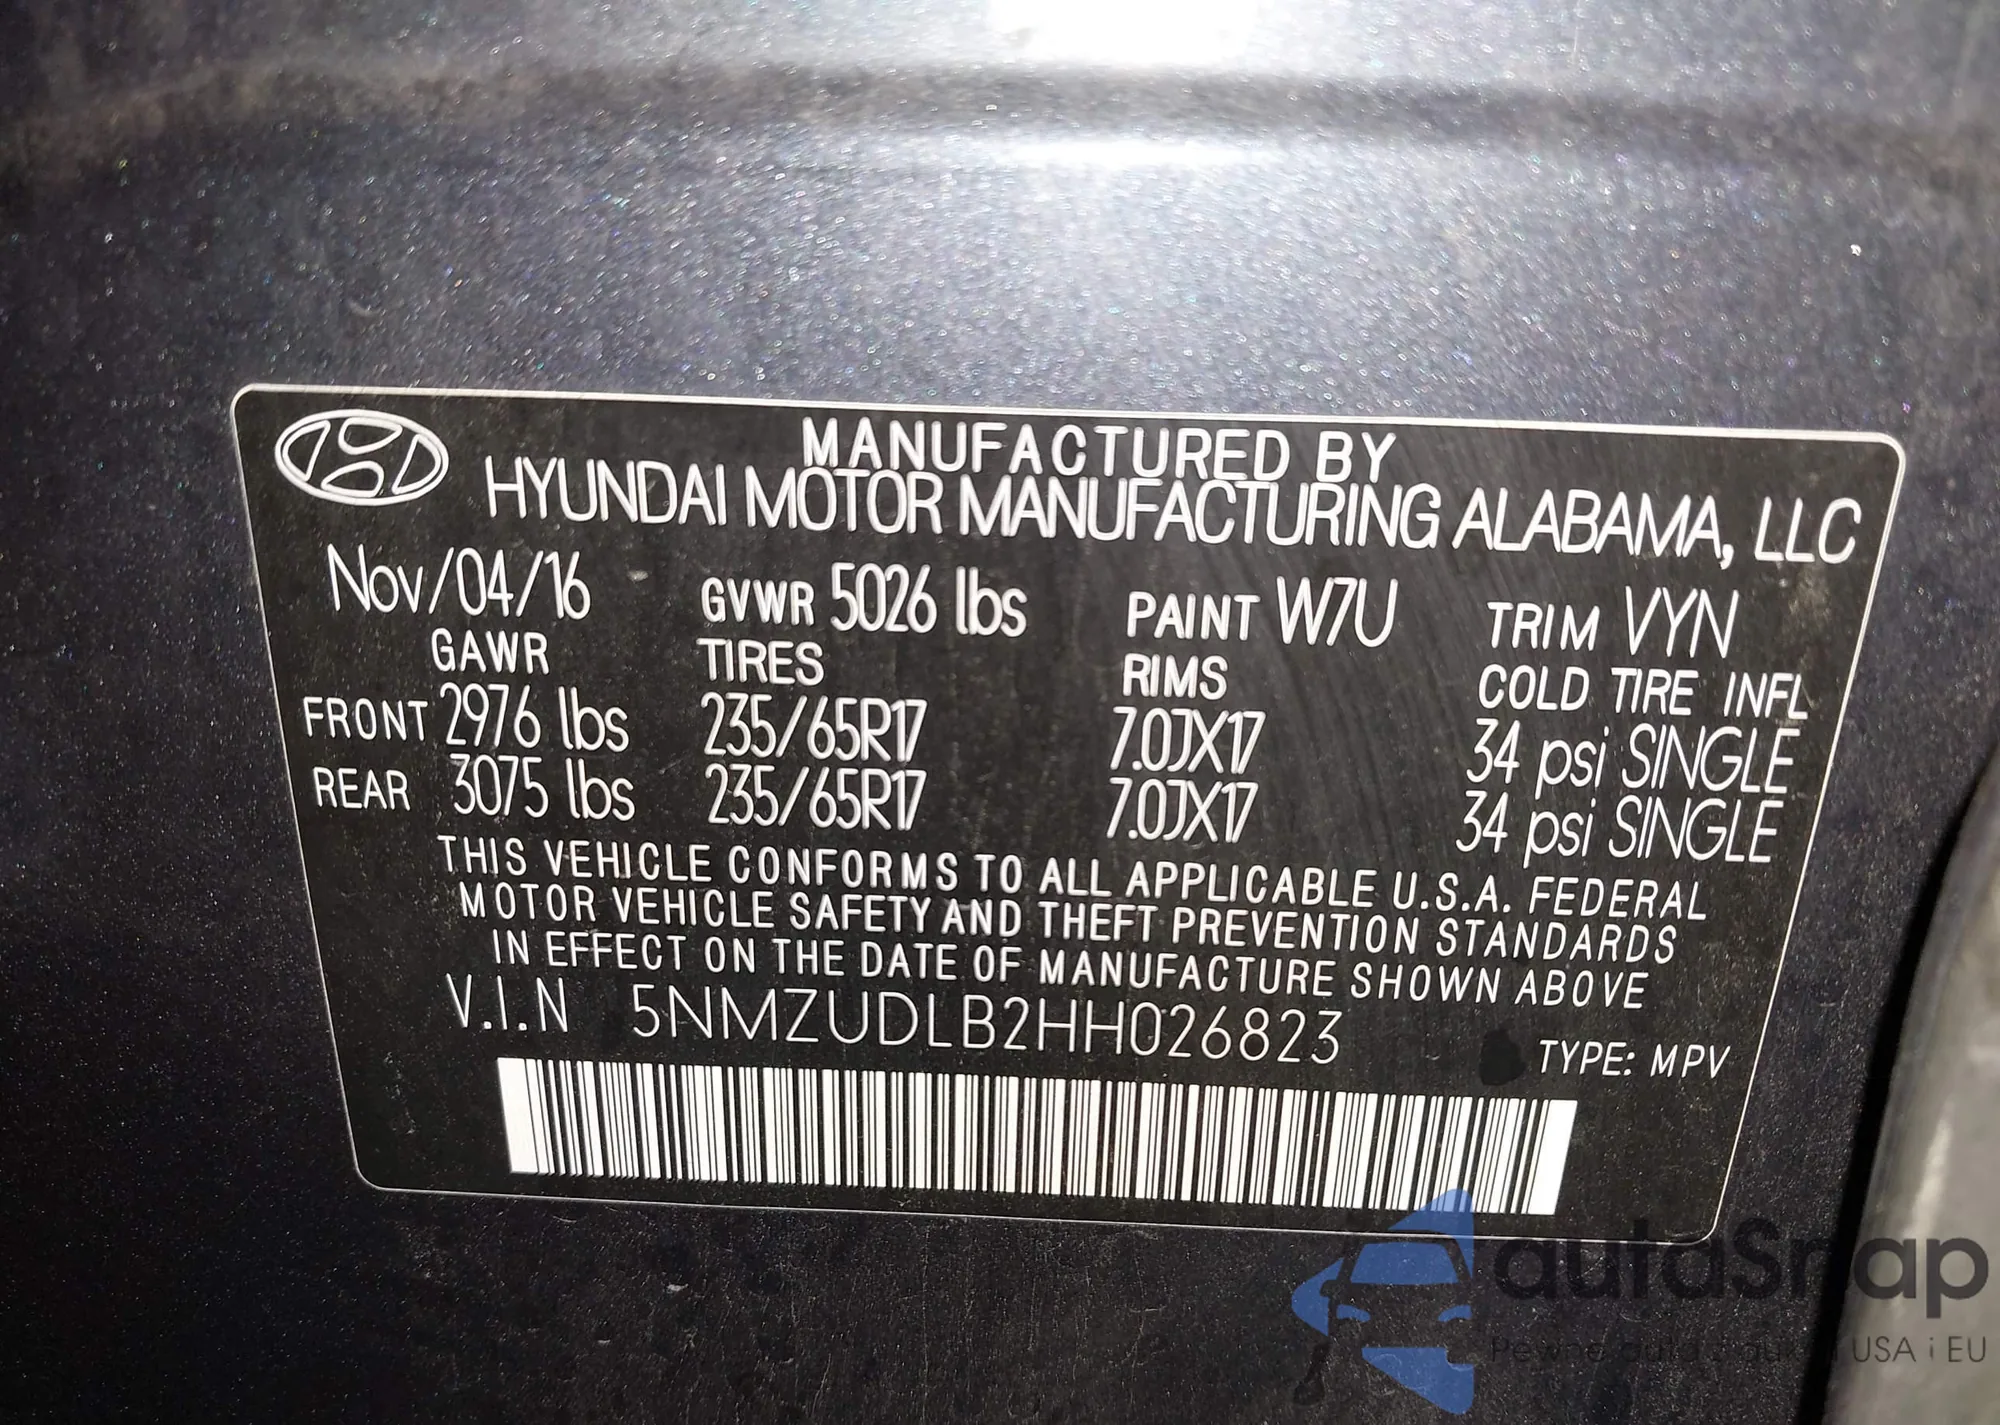 MANUFACTURED BY
HYUNDAI MOTOR MANUFACTURING ALABAMA, LLC
Nov/04/16 GVWR 5026 lbs PAINT W7U TRIM VYN
GAWR TIRES RIMS COLD TIRE INFL
FRONT 2976 lbs 235/65R17 7.0JX17 34 psi SINGLE
REAR 3075 lbs 235/65R17 7.0JX17 34 psi SINGLE
THIS VEHICLE CONFORMS TO ALL APPLICABLE U.S.A. FEDERAL
MOTOR VEHICLE SAFETY AND THEFT PREVENTION STANDARDS
IN EFFECT ON THE DATE OF MANUFACTURE SHOWN ABOVE
V.I.N 5NMZUDLB2HH026823
TYPE: MPV
autoSnap
Pewne auta z aukcji USA i EU